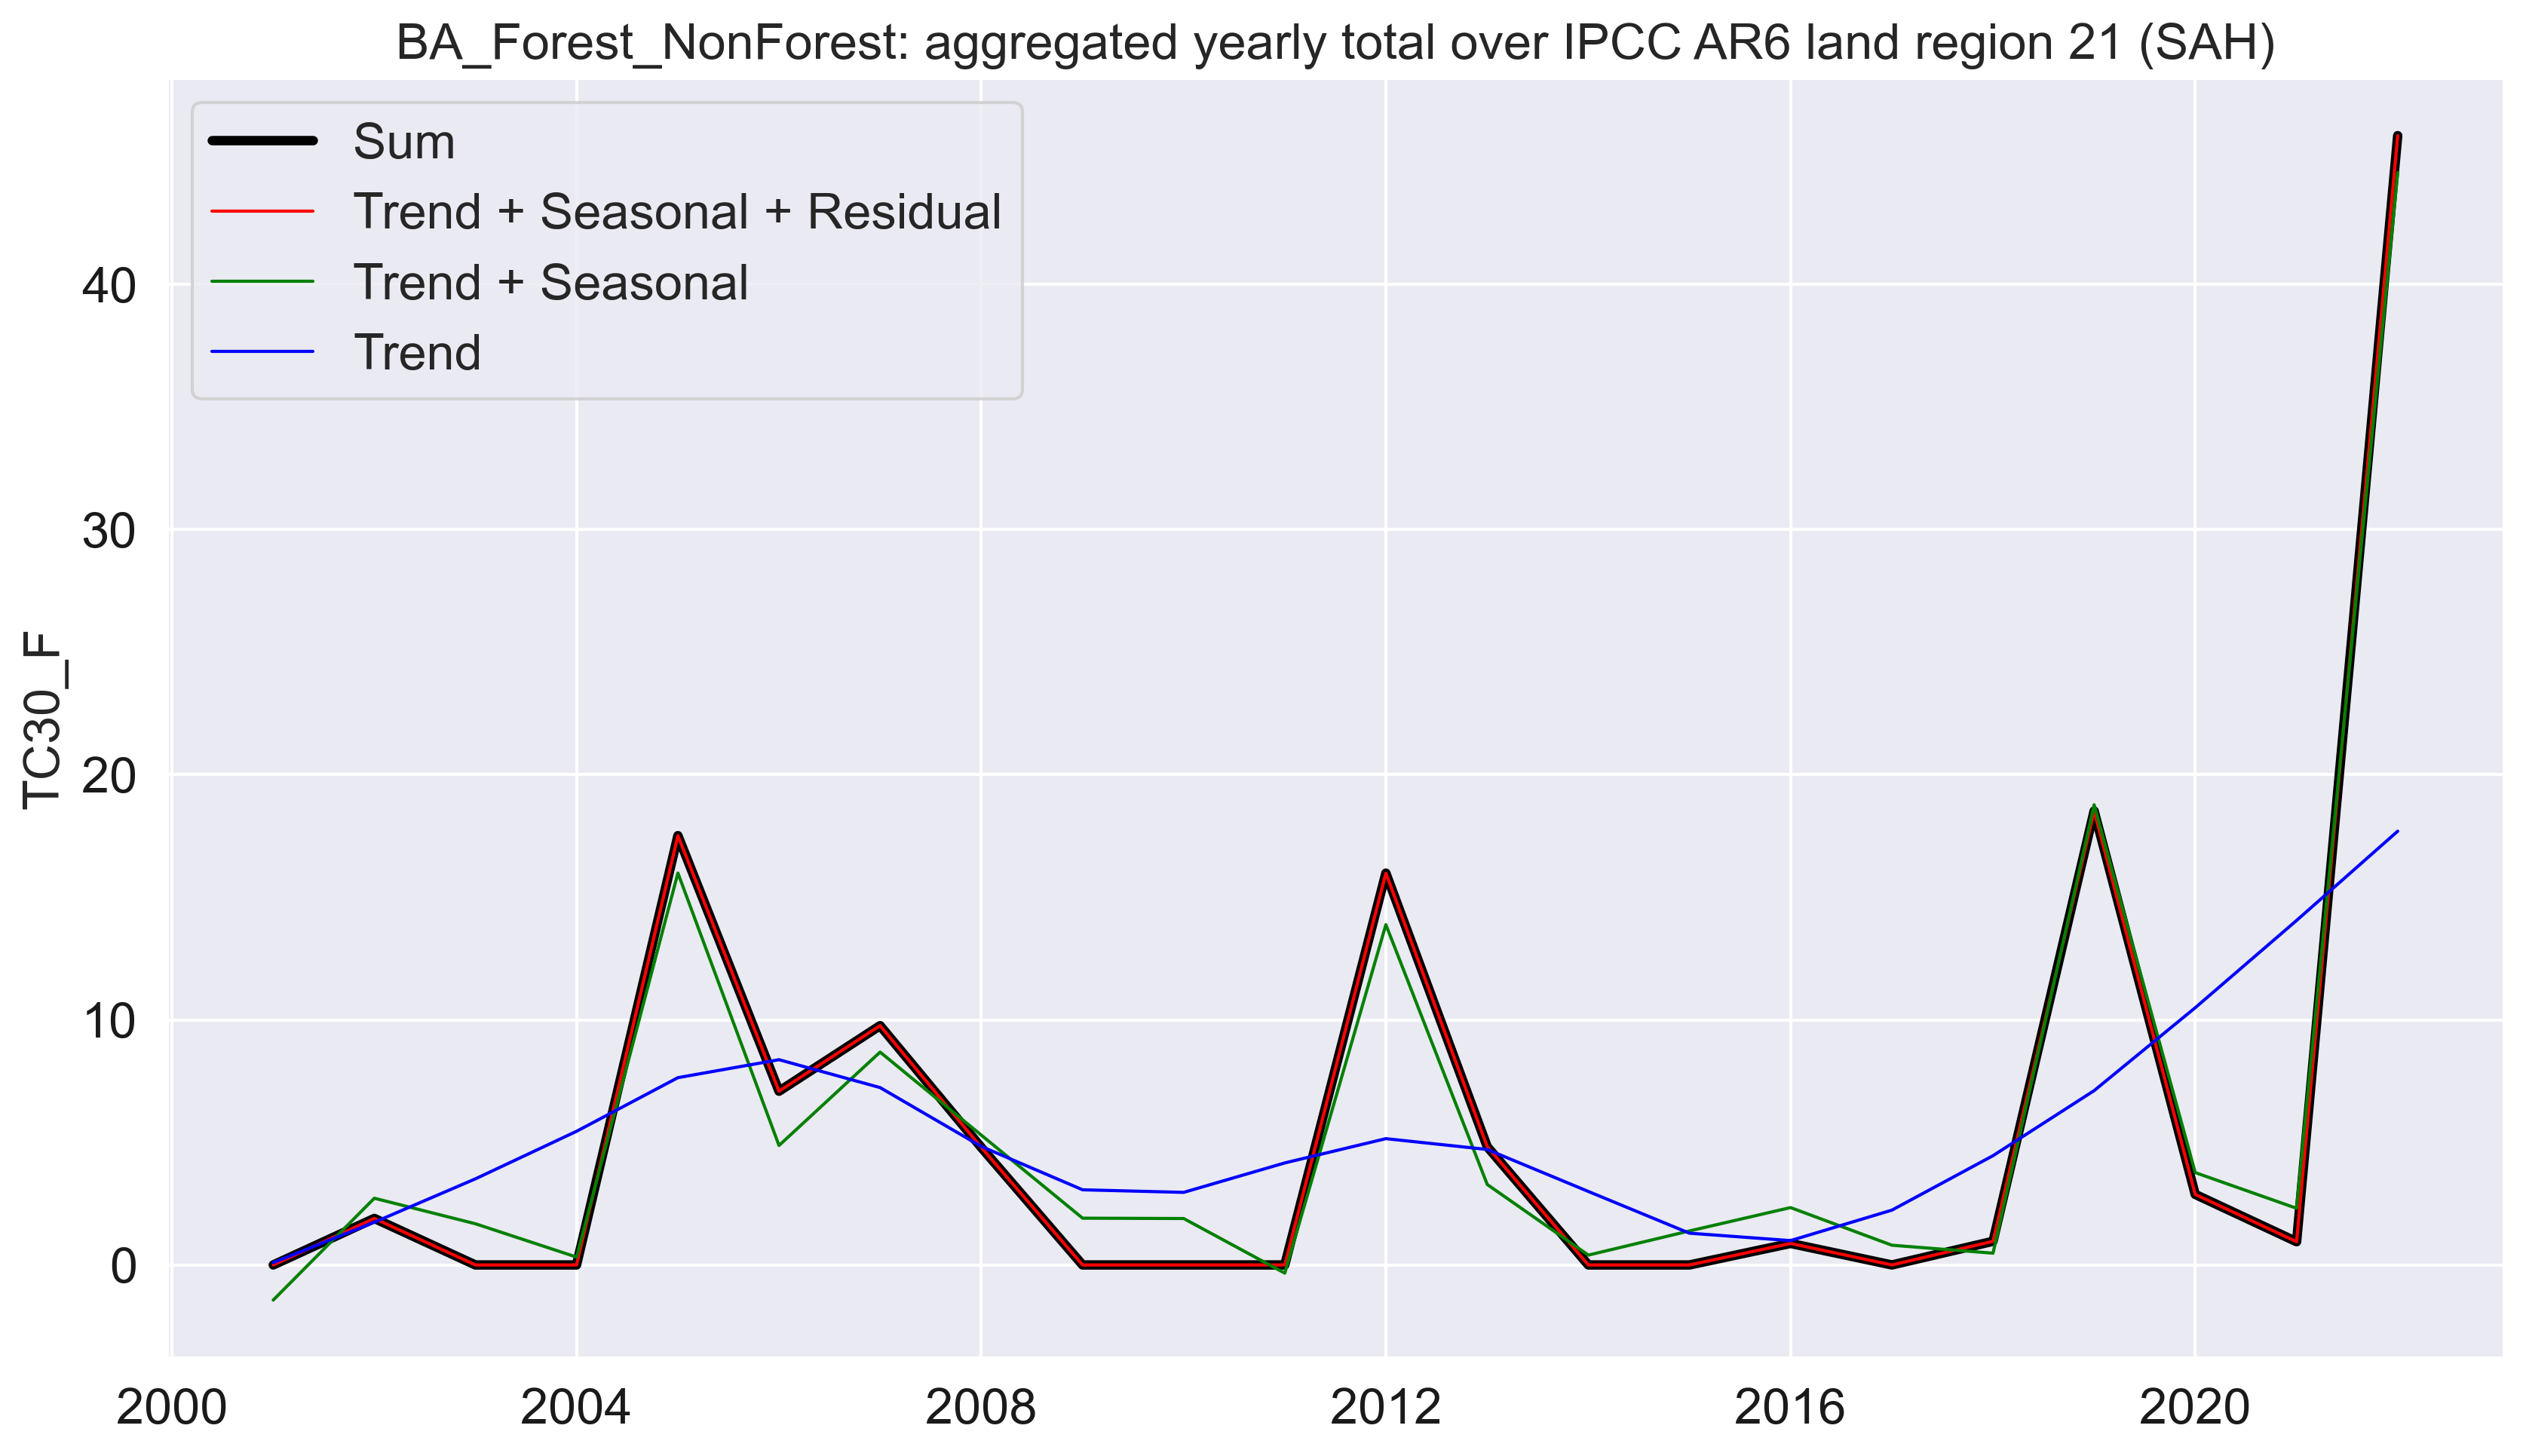 BA_Forest_NonForest: aggregated yearly total over IPCC AR6 land region 21 (SAH)
Sum
Trend + Seasonal + Residual
Trend + Seasonal
Trend
TC30_F
40
30
20
10
0
2000 2004 2008 2012 2016 2020